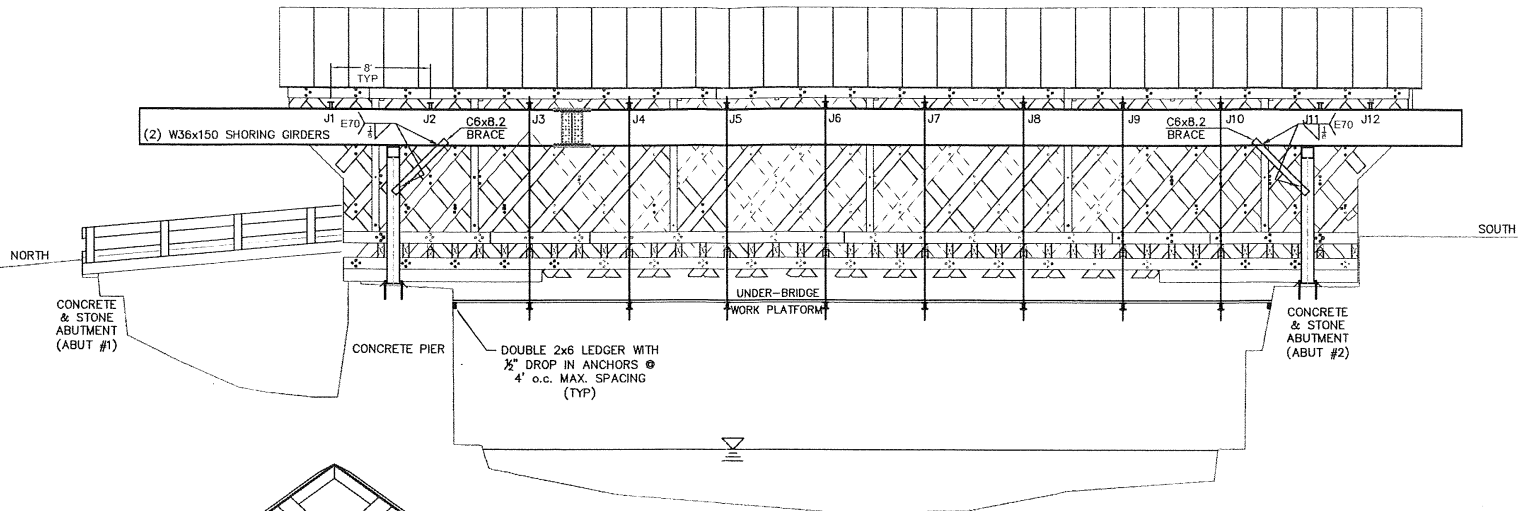 8'
TYP
J1
J2
J3
J4
J5
J6
J7
J8
J9
J10
J11
J12
(2) W36x150 SHORING GIRDERS
E70
C6x8.2
BRACE
C6x8.2
BRACE
E70
NORTH
SOUTH
CONCRETE
& STONE
ABUTMENT
(ABUT #1)
CONCRETE PIER
UNDER-BRIDGE
WORK PLATFORM
DOUBLE 2x6 LEDGER WITH
½" DROP IN ANCHORS @
4' o.c. MAX. SPACING
(TYP)
CONCRETE
& STONE
ABUTMENT
(ABUT #2)